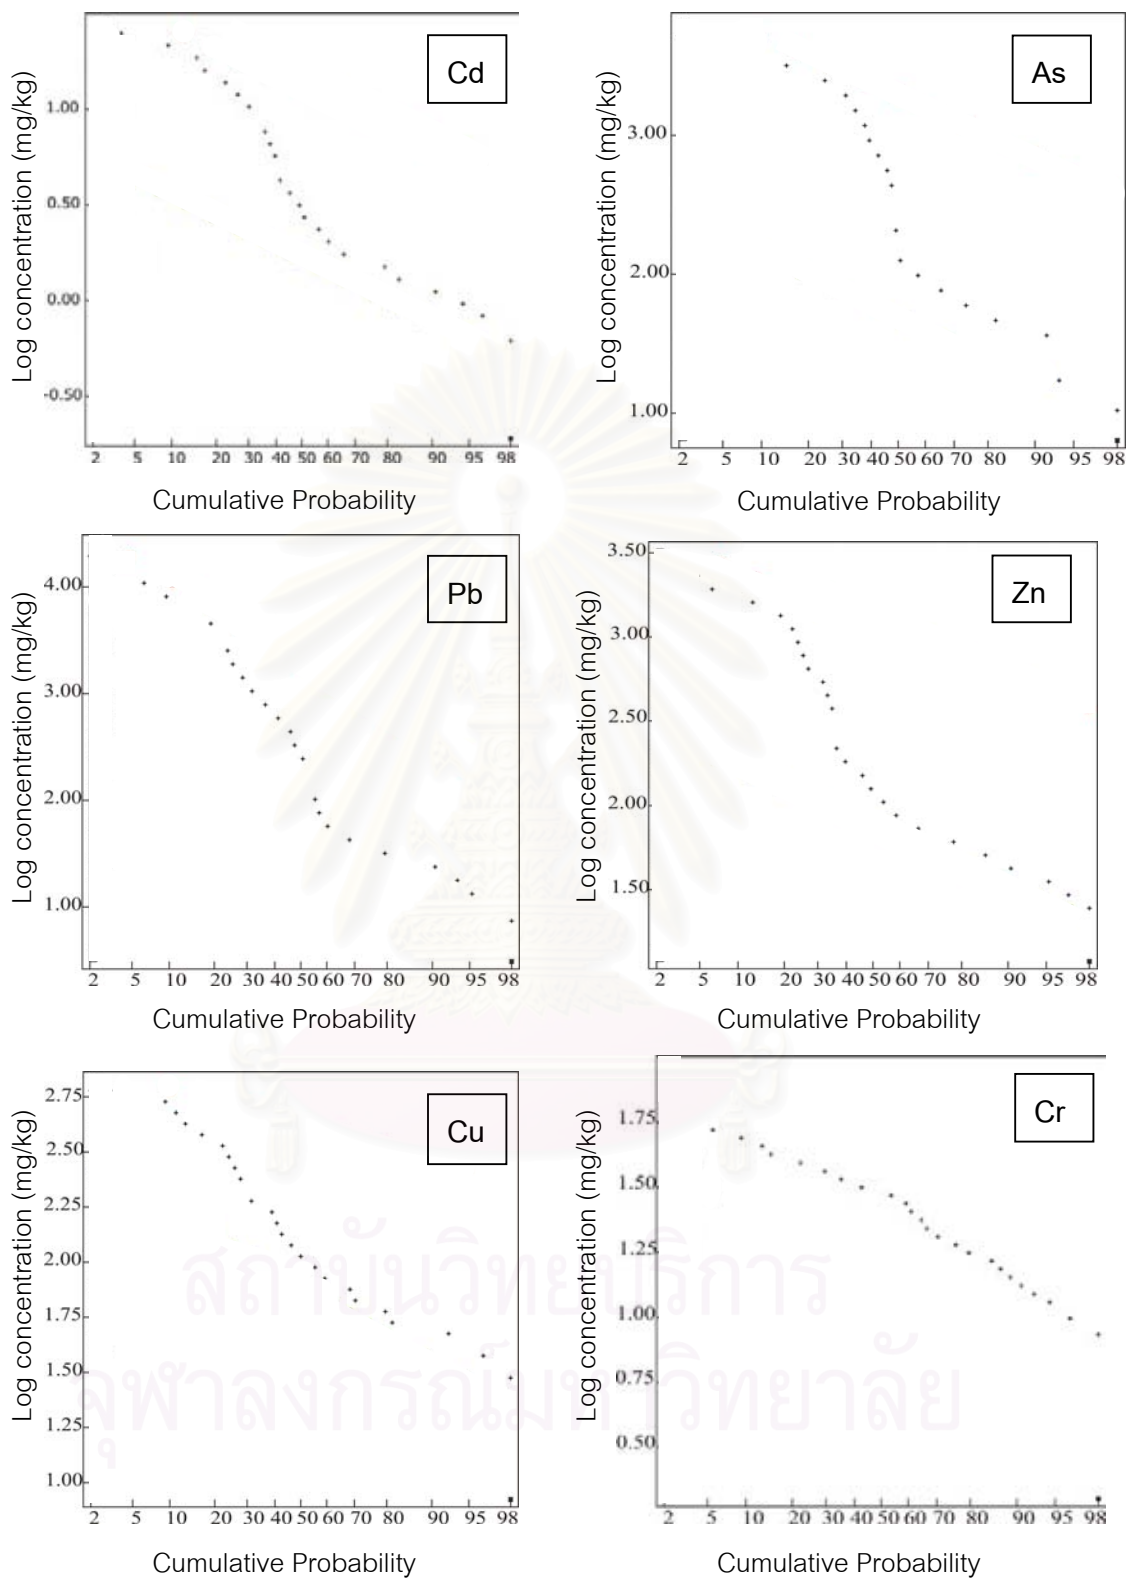 Cd
Log concentration (mg/kg)
1.00
0.50
0.00
-0.50
2 5 10 20 30 40 50 60 70 80 90 95 98
Cumulative Probability
As
Log concentration (mg/kg)
3.00
2.00
1.00
2 5 10 20 30 40 50 60 70 80 90 95 98
Cumulative Probability
Pb
Log concentration (mg/kg)
4.00
3.00
2.00
1.00
2 5 10 20 30 40 50 60 70 80 90 95 98
Cumulative Probability
Zn
Log concentration (mg/kg)
3.50
3.00
2.50
2.00
1.50
2 5 10 20 30 40 50 60 70 80 90 95 98
Cumulative Probability
Cu
Log concentration (mg/kg)
2.75
2.50
2.25
2.00
1.75
1.50
1.25
1.00
2 5 10 20 30 40 50 60 70 80 90 95 98
Cumulative Probability
Cr
Log concentration (mg/kg)
1.75
1.50
1.25
1.00
0.75
0.50
2 5 10 20 30 40 50 60 70 80 90 95 98
Cumulative Probability
สถาบันวิทยบริการ
จุฬาลงกรณ์มหาวิทยาลัย